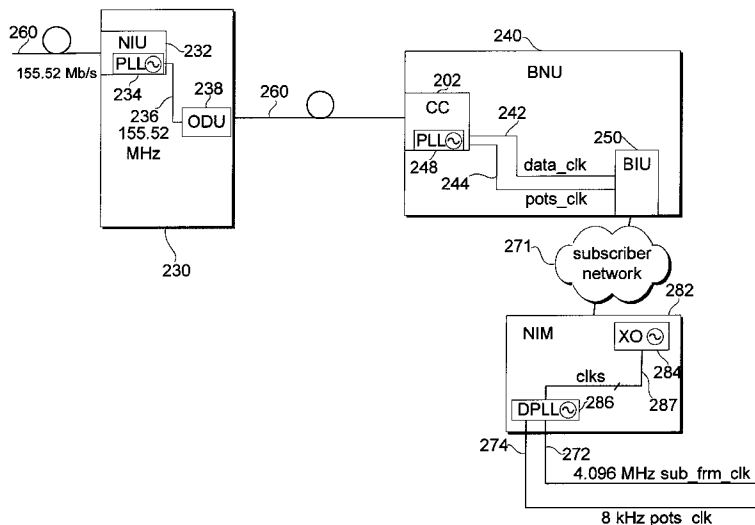 260
155.52 Mb/s
NIU
232
PLL
234
238
236
ODU
155.52
MHz
230
260
240
BNU
202
CC
242
PLL
248
244
250
data_clk
BIU
pots_clk
271
subscriber
network
282
NIM
XO
284
clks
286
287
DPLL
274
272
4.096 MHz sub_frm_clk
8 kHz pots_clk